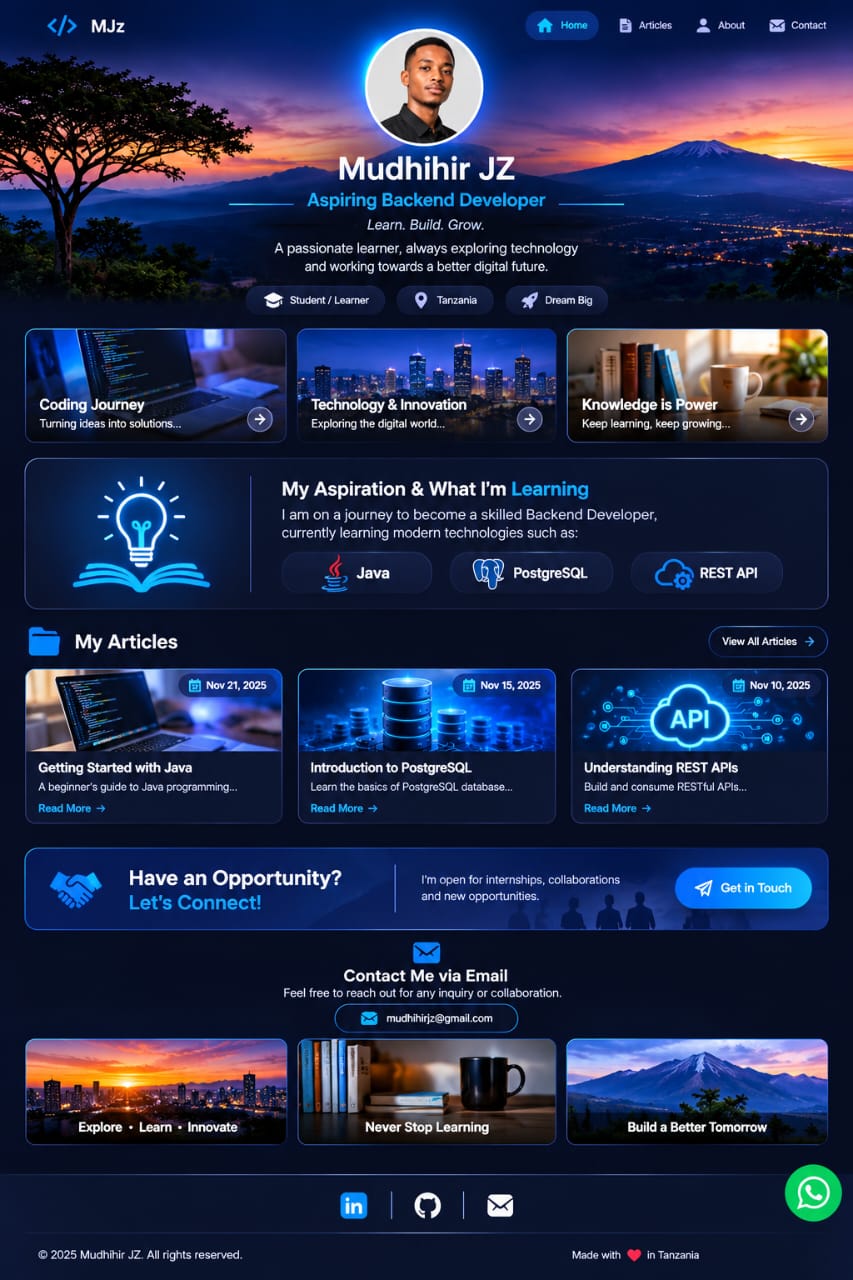 </> MJz
Home
Articles
About
Contact
Mudhihir JZ
Aspiring Backend Developer
Learn. Build. Grow.
A passionate learner, always exploring technology
and working towards a better digital future.
Student / Learner
Tanzania
Dream Big
Coding Journey
Turning ideas into solutions...
Technology & Innovation
Exploring the digital world...
Knowledge is Power
Keep learning, keep growing...
My Aspiration & What I'm Learning
I am on a journey to become a skilled Backend Developer,
currently learning modern technologies such as:
Java
PostgreSQL
REST API
My Articles
View All Articles →
Nov 21, 2025
Getting Started with Java
A beginner's guide to Java programming...
Read More →
Nov 15, 2025
Introduction to PostgreSQL
Learn the basics of PostgreSQL database...
Read More →
Nov 10, 2025
API
Understanding REST APIs
Build and consume RESTful APIs...
Read More →
Have an Opportunity?
Let's Connect!
I'm open for internships, collaborations
and new opportunities.
Get in Touch
Contact Me via Email
Feel free to reach out for any inquiry or collaboration.
mudhihirjz@gmail.com
Explore • Learn • Innovate
Never Stop Learning
Build a Better Tomorrow
in
© 2025 Mudhihir JZ. All rights reserved.
Made with ❤️ in Tanzania